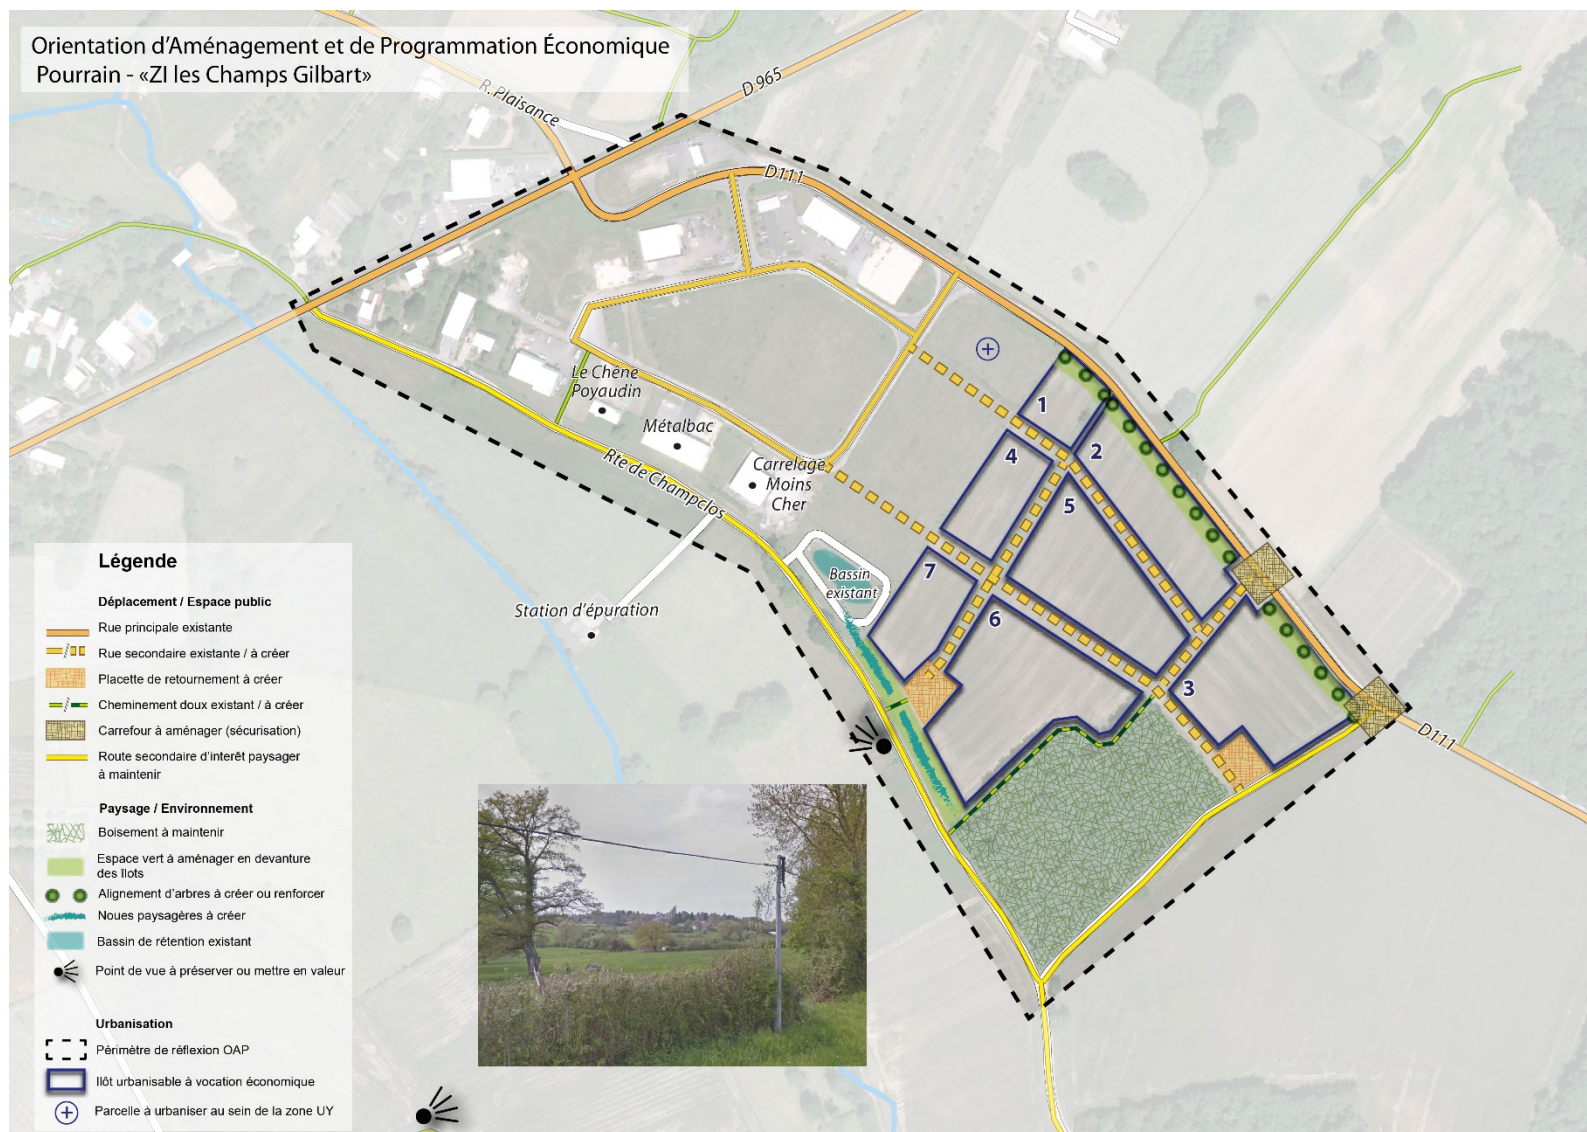 Orientation d'Aménagement et de Programmation Économique
Pourrain - «ZI les Champs Gilbart»
R. Plaisance
D 965
D111
Le Chêne
Poyaudin
Métalbac
Carrelage
Moins
Cher
Rte de Champclos
Station d'épuration
Bassin
existant
1
2
4
5
7
6
3
D111
Légende
Déplacement / Espace public
Rue principale existante
Rue secondaire existante / à créer
Placette de retournement à créer
Cheminement doux existant / à créer
Carrefour à aménager (sécurisation)
Route secondaire d'interêt paysager
à maintenir
Paysage / Environnement
Boisement à maintenir
Espace vert à aménager en devanture
des îlots
Alignement d'arbres à créer ou renforcer
Noues paysagères à créer
Bassin de rétention existant
Point de vue à préserver ou mettre en valeur
Urbanisation
Périmètre de réflexion OAP
Ilôt urbanisable à vocation économique
Parcelle à urbaniser au sein de la zone UY